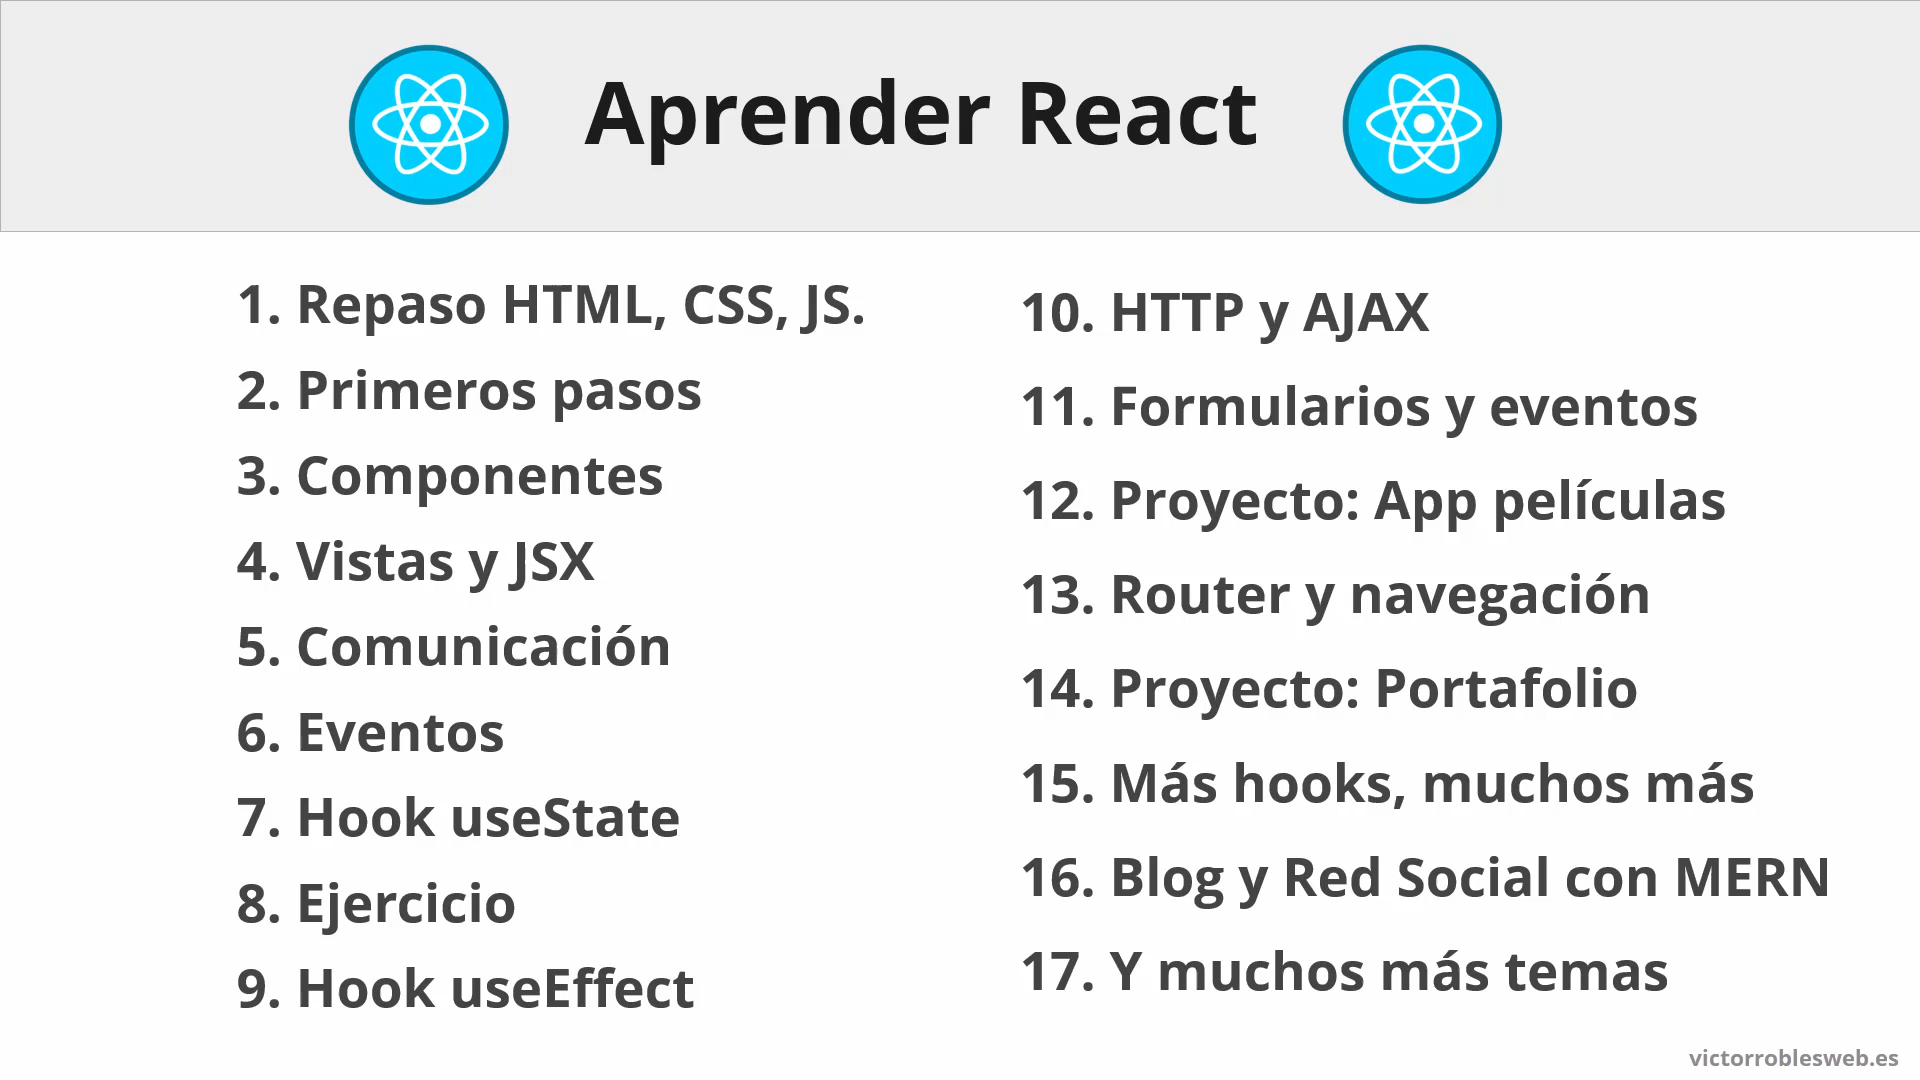 Aprender React
1. Repaso HTML, CSS, JS.
2. Primeros pasos
3. Componentes
4. Vistas y JSX
5. Comunicación
6. Eventos
7. Hook useState
8. Ejercicio
9. Hook useEffect
10. HTTP y AJAX
11. Formularios y eventos
12. Proyecto: App películas
13. Router y navegación
14. Proyecto: Portafolio
15. Más hooks, muchos más
16. Blog y Red Social con MERN
17. Y muchos más temas
victorroblesweb.es